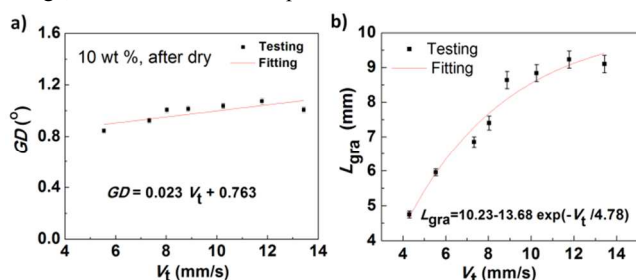 a)
10 wt %, after dry
Testing
Fitting
GD = 0.023 Vt + 0.763
GD (°)
1.6
1.2
0.8
0.4
0.0
4 6 8 10 12 14
Vt (mm/s)
b)
Testing
Fitting
Lgra=10.23-13.68 exp(-Vt /4.78)
Lgra (mm)
10
9
8
7
6
5
4
4 6 8 10 12 14
Vt (mm/s)